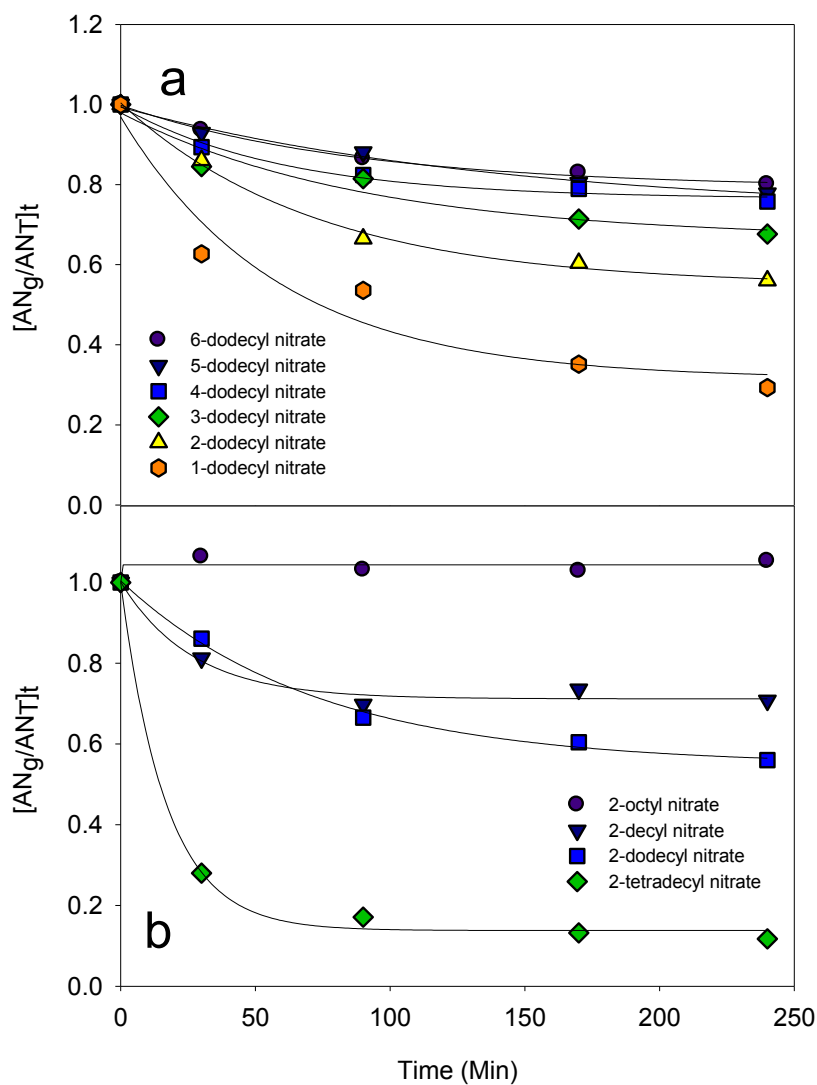 1.2
a
1.0
0.8
0.6
0.4
0.2
0.0
[ANg/ANT]t
6-dodecyl nitrate
5-dodecyl nitrate
4-dodecyl nitrate
3-dodecyl nitrate
2-dodecyl nitrate
1-dodecyl nitrate
1.0
0.8
0.6
0.4
0.2
0.0
[ANg/ANT]t
2-octyl nitrate
2-decyl nitrate
2-dodecyl nitrate
2-tetradecyl nitrate
b
0 50 100 150 200 250
Time (Min)